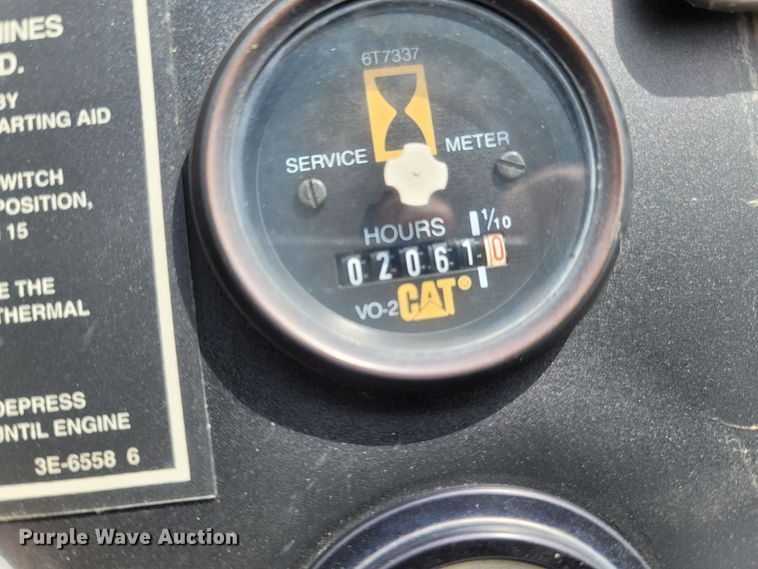 HINES
D.
BY
ARTING AID
WITCH
POSITION,
15
E THE
THERMAL
DEPRESS
UNTIL ENGINE
3E-6558 6
6T7337
SERVICE METER
HOURS 1/10
020610
VO-2 CAT®
Purple Wave Auction